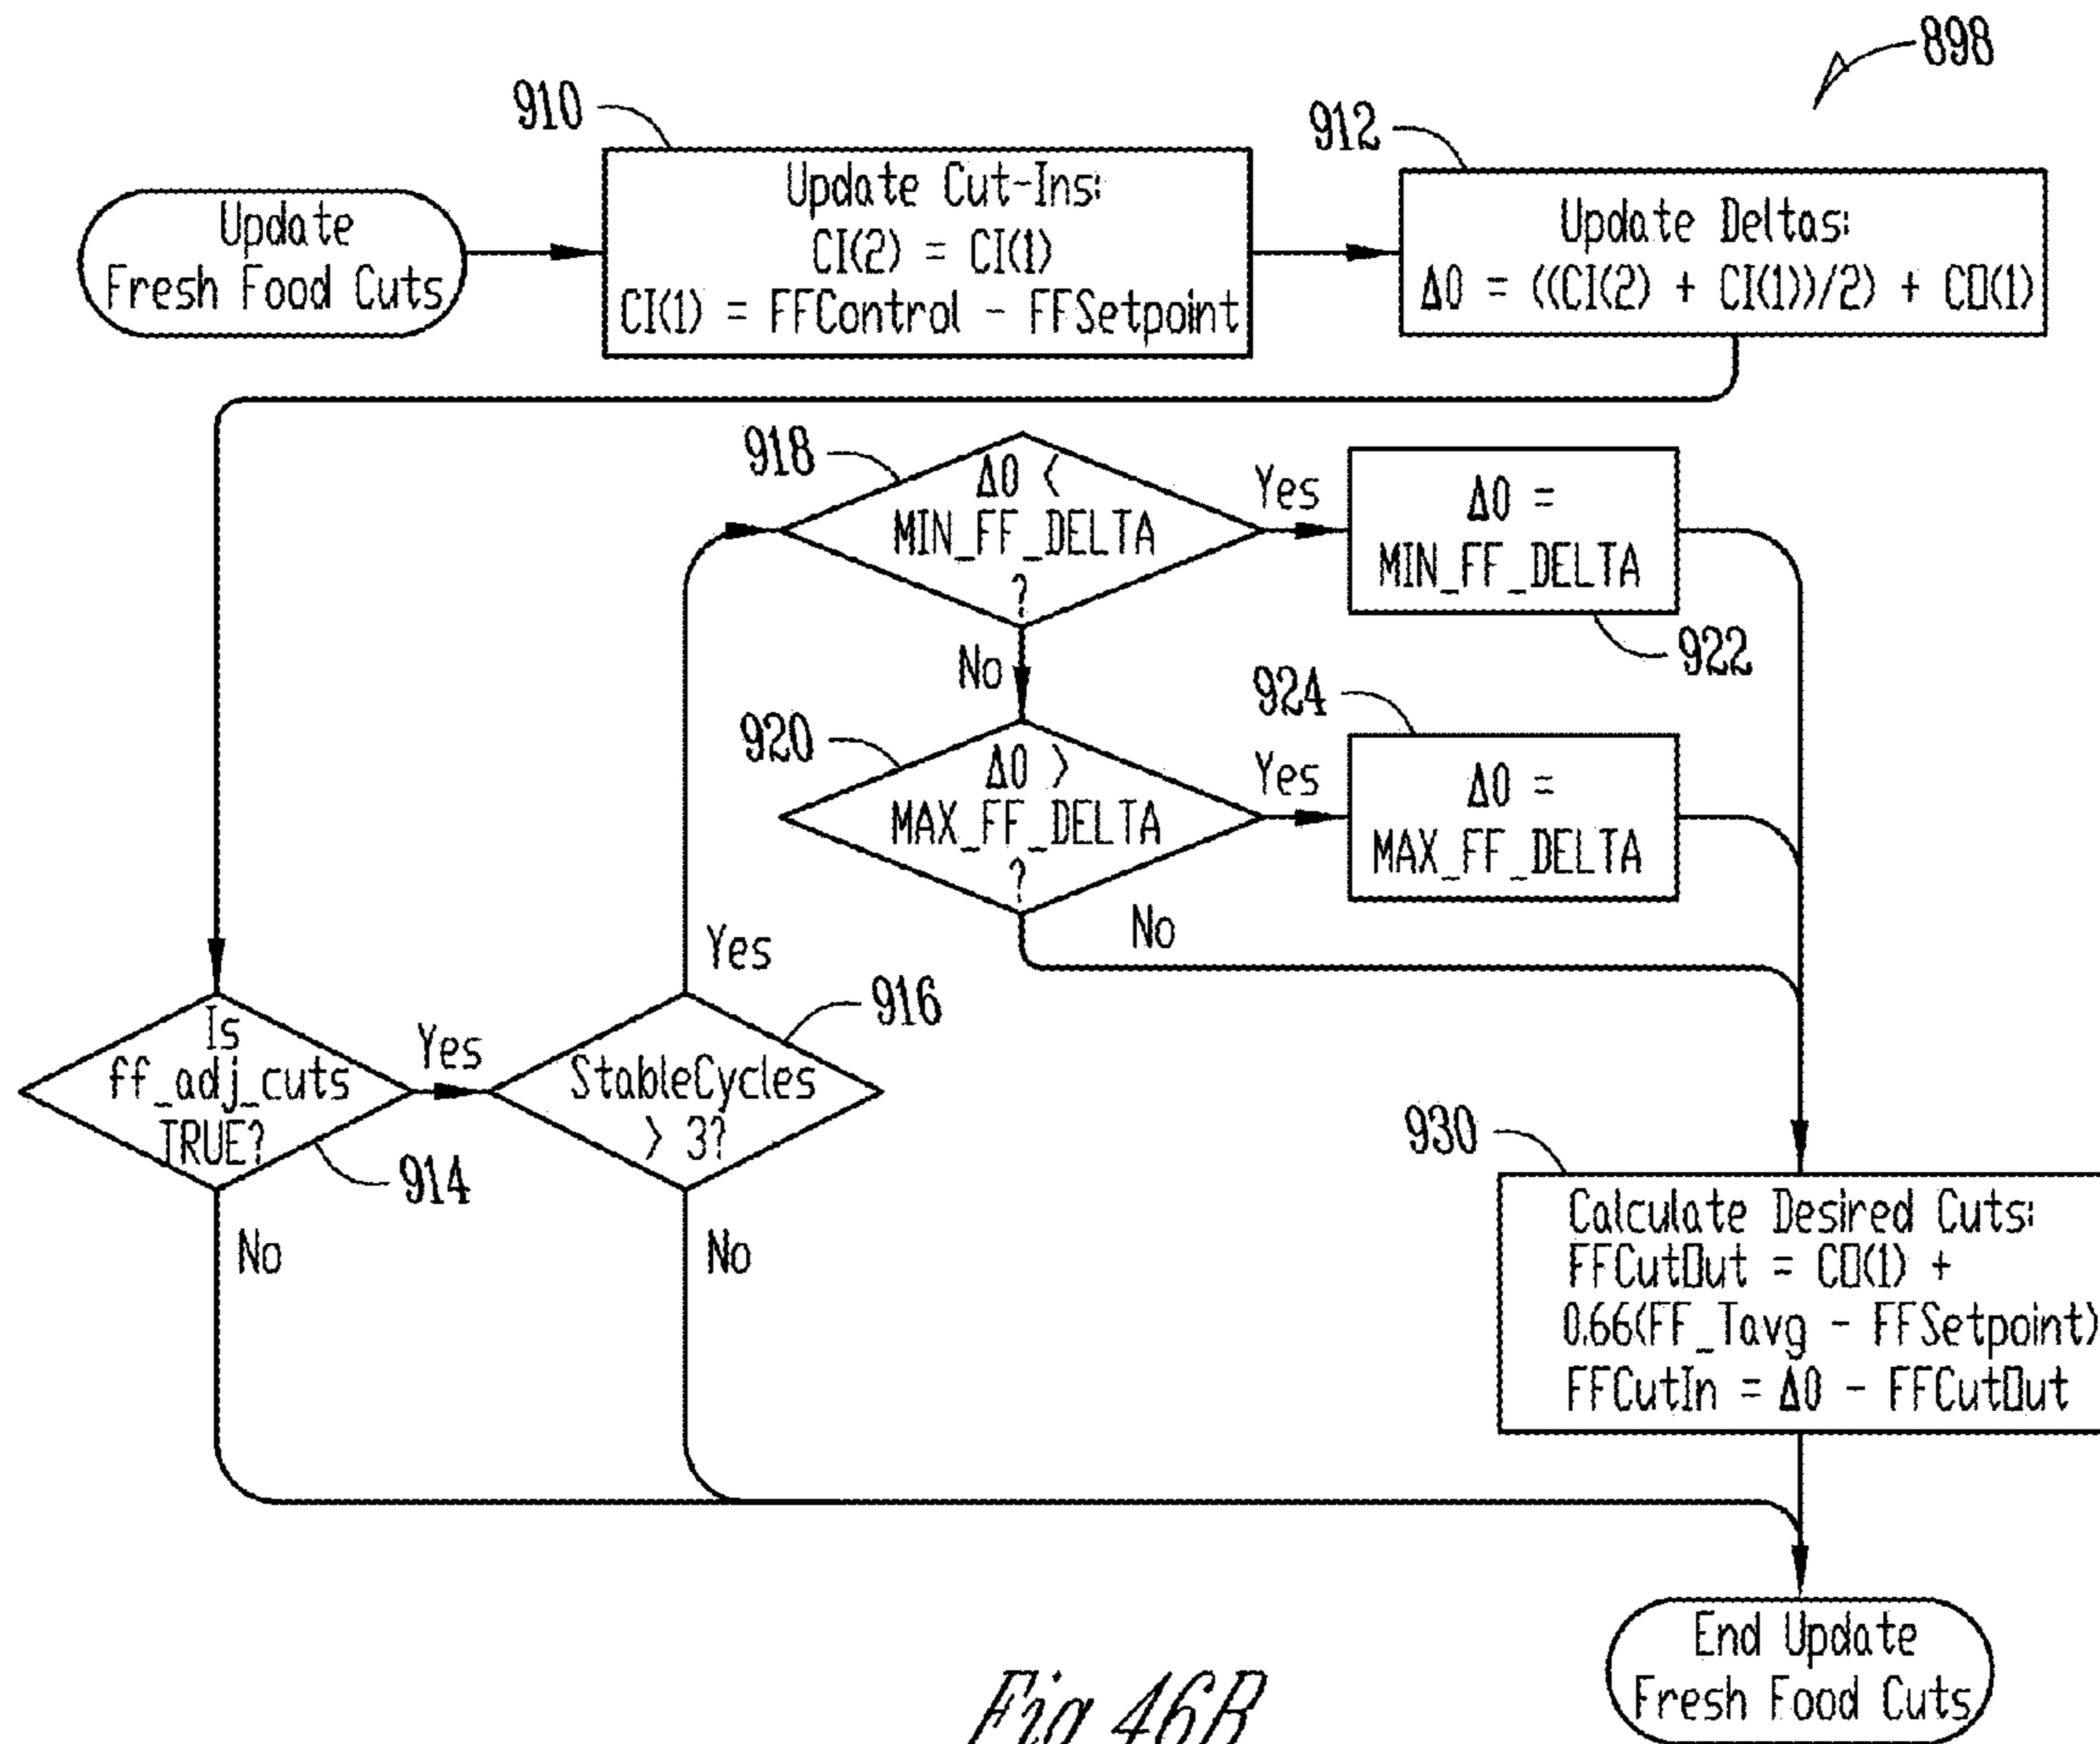 898
910
912
Update
Fresh Food Cuts
Update Cut-Ins:
CI(2) = CI(1)
CI(1) = FFControl - FFSetpoint
Update Deltas:
Δ0 = ((CI(2) + CI(1))/2) + CO(1)
918
Δ0 <
MIN_FF_DELTA
?
Yes
Δ0 =
MIN_FF_DELTA
922
No
920
Δ0 >
MAX_FF_DELTA
?
Yes
924
Δ0 =
MAX_FF_DELTA
No
Is
ff_adj_cuts
TRUE?
914
Yes
No
StableCycles
> 3?
916
Yes
No
930
Calculate Desired Cuts:
FFCutOut = CO(1) +
0.66(FF_Tavg - FFSetpoint)
FFCutIn = Δ0 - FFCutOut
End Update
Fresh Food Cuts
Fig 46B